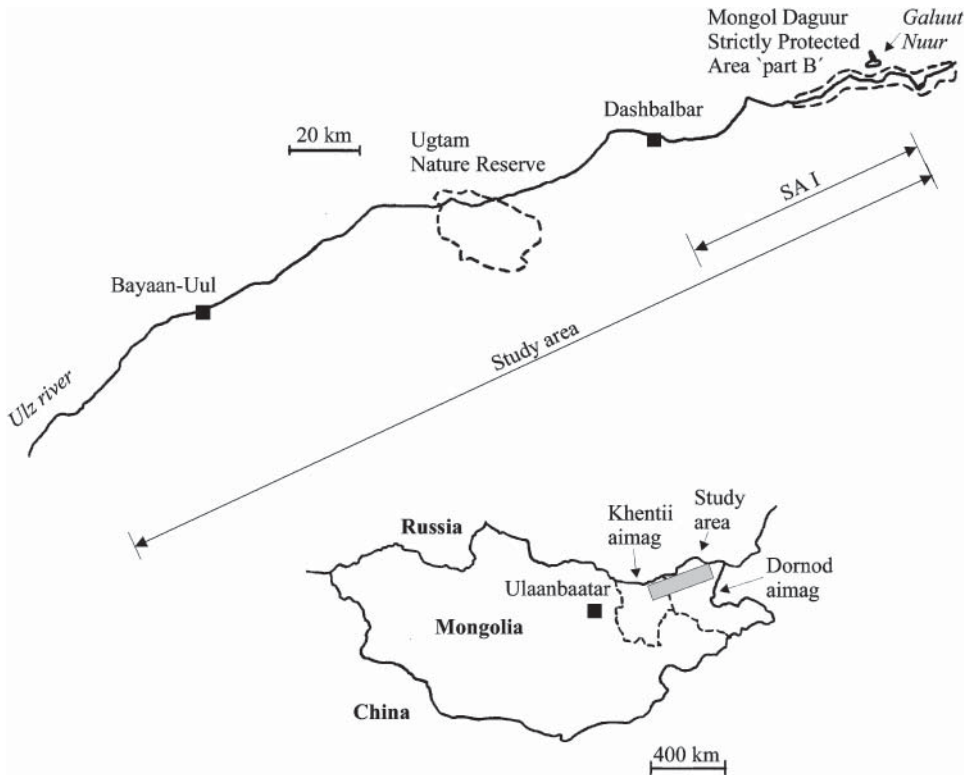 Mongol Daguur
Strictly Protected
Area `part B´
Galuut
Nuur
Dashbalbar
20 km
Ugtam
Nature Reserve
SA I
Bayaan-Uul
Study area
Ulz river
Khentii
aimag
Study
area
Russia
Dornod
aimag
Ulaanbaatar
Mongolia
China
400 km